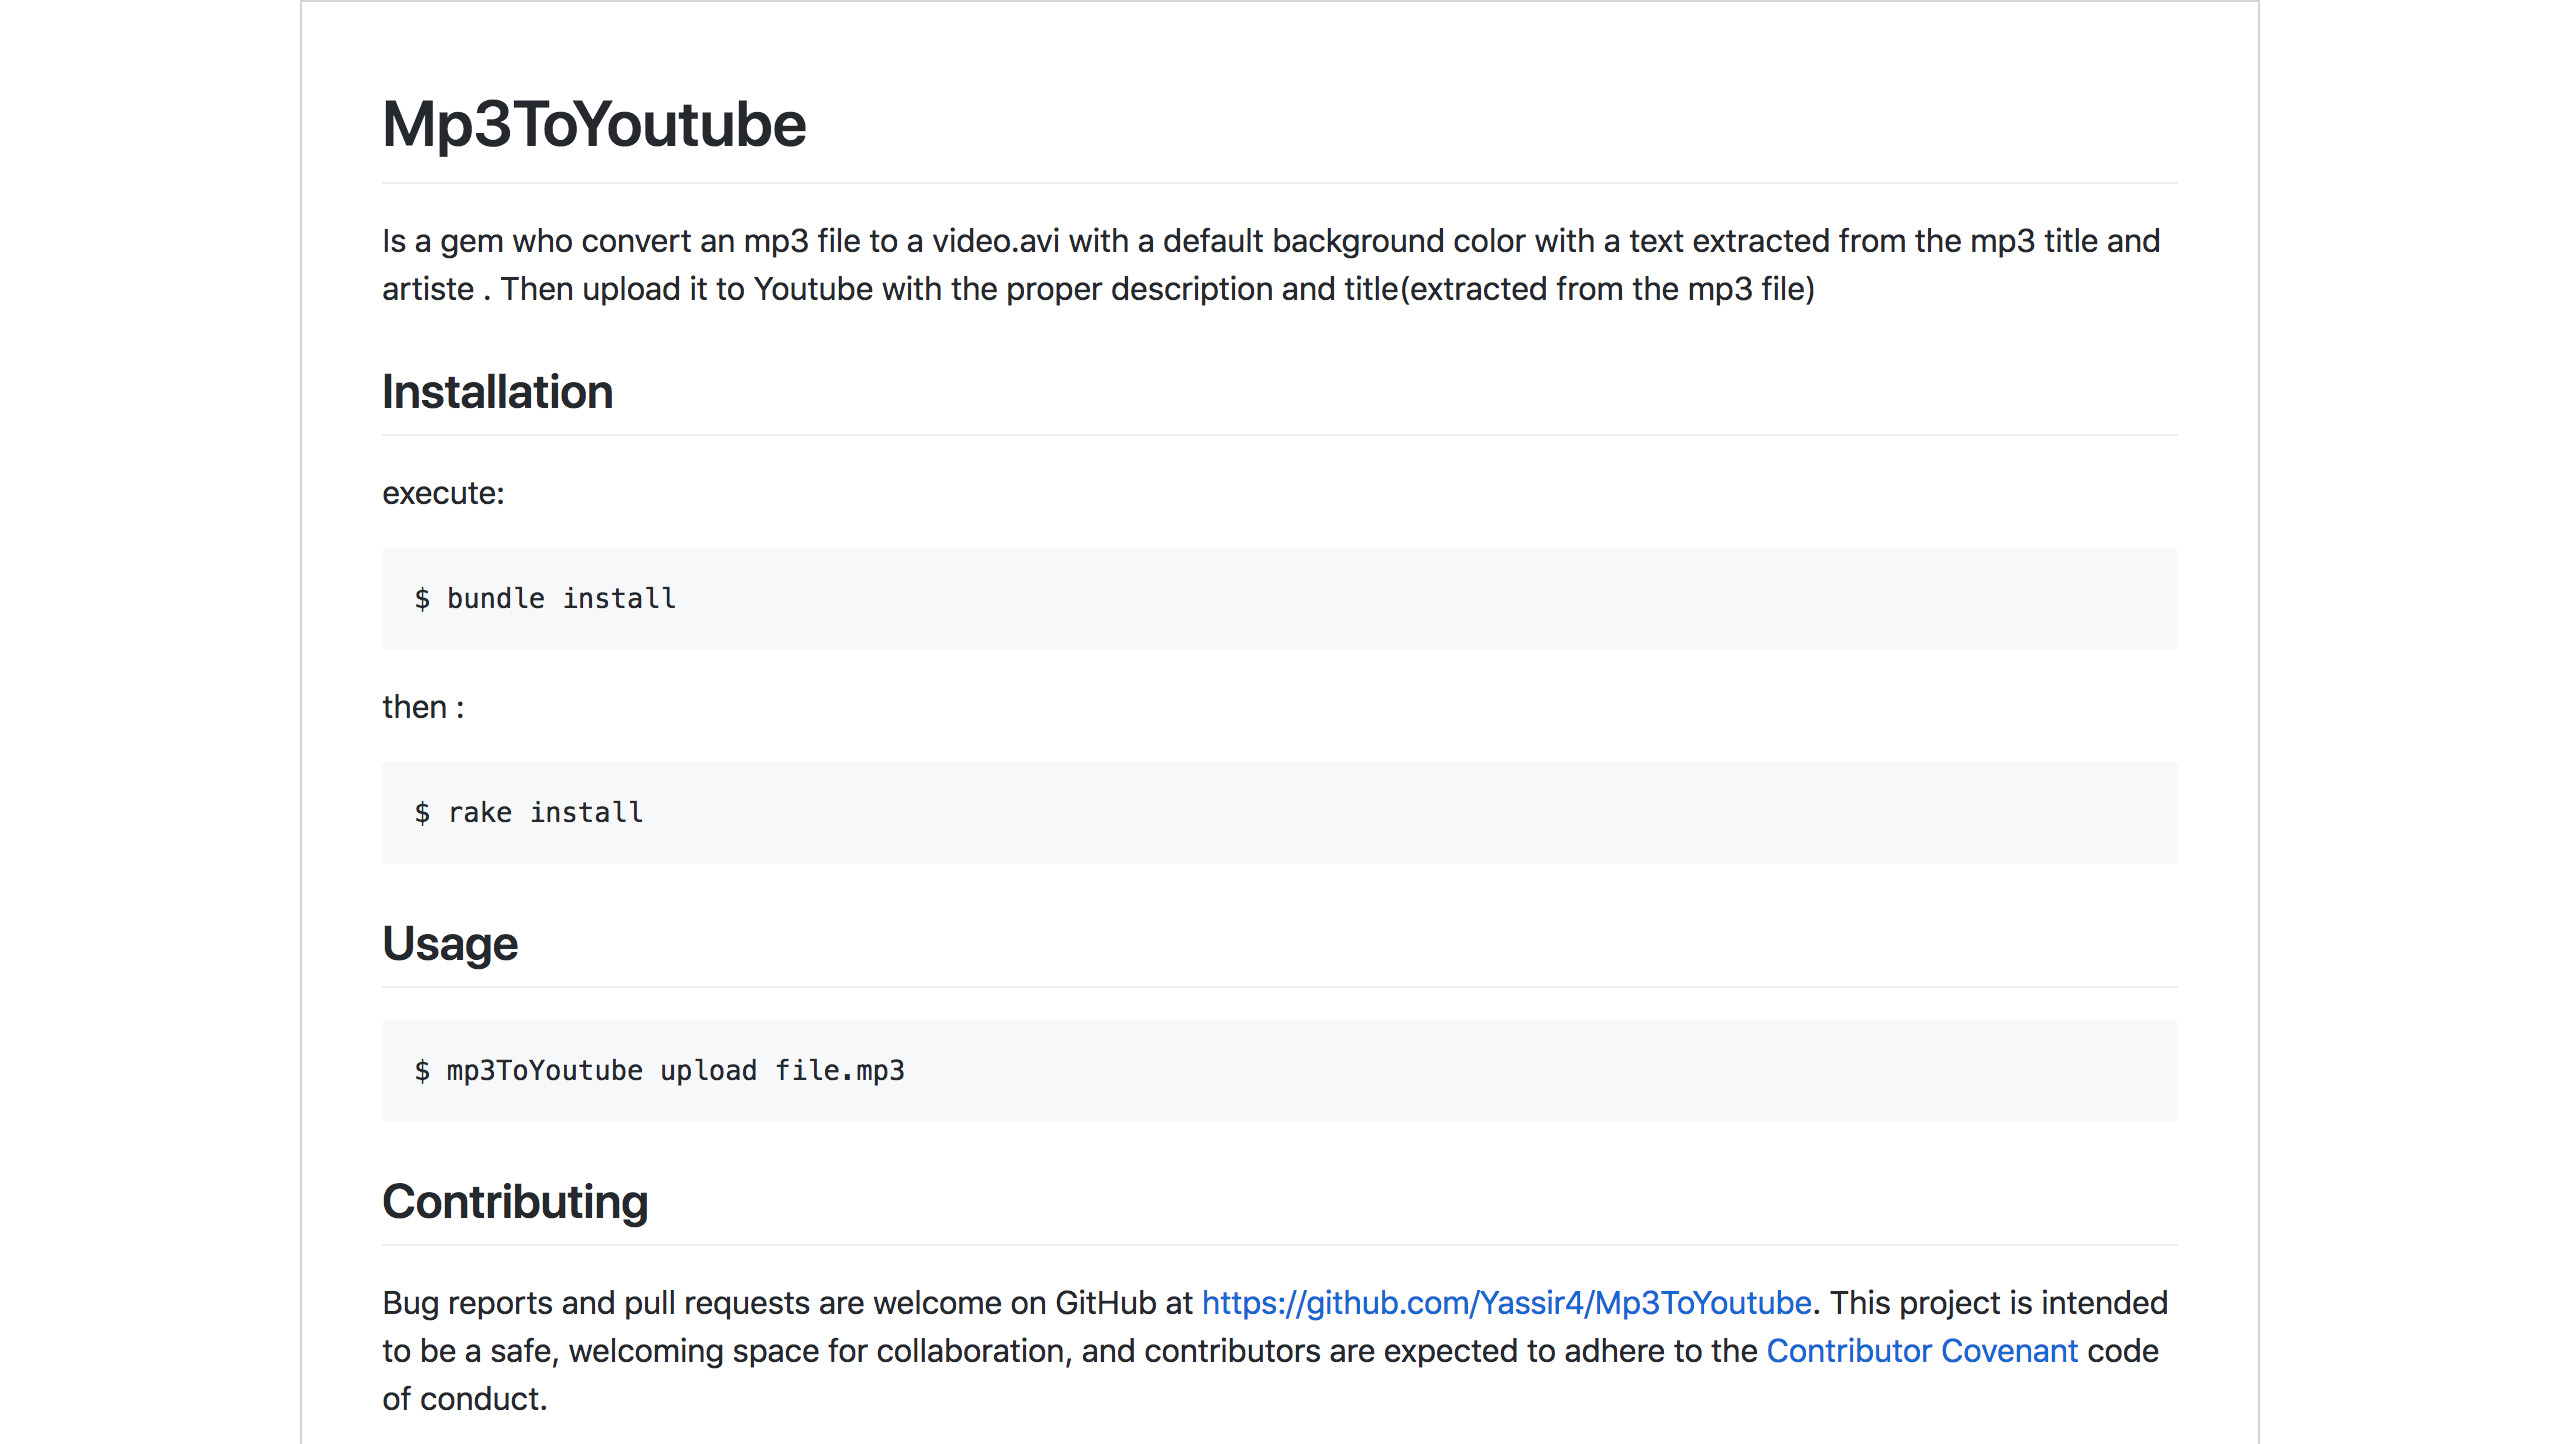 Mp3ToYoutube
Is a gem who convert an mp3 file to a video.avi with a default background color with a text extracted from the mp3 title and
artiste . Then upload it to Youtube with the proper description and title(extracted from the mp3 file)
Installation
execute:
$ bundle install
then :
$ rake install
Usage
$ mp3ToYoutube upload file.mp3
Contributing
Bug reports and pull requests are welcome on GitHub at https://github.com/Yassir4/Mp3ToYoutube. This project is intended
to be a safe, welcoming space for collaboration, and contributors are expected to adhere to the Contributor Covenant code
of conduct.